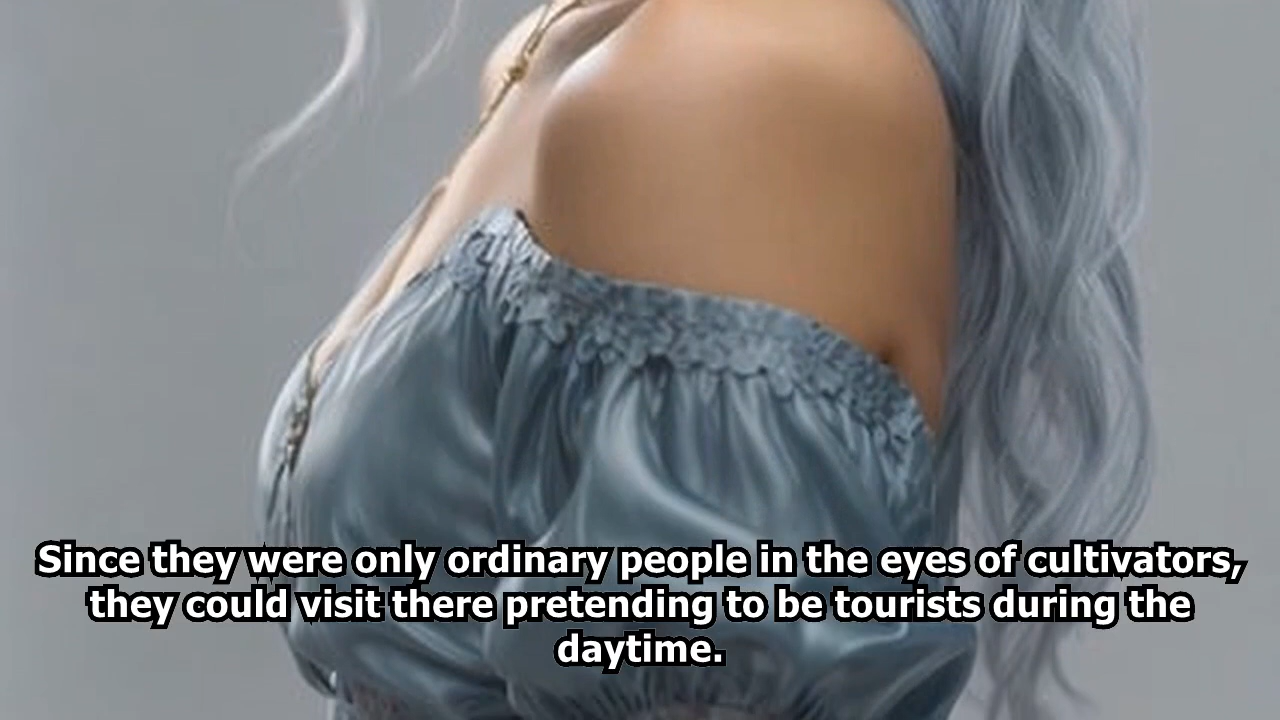 Since they were only ordinary people in the eyes of cultivators,
they could visit there pretending to be tourists during the
daytime.